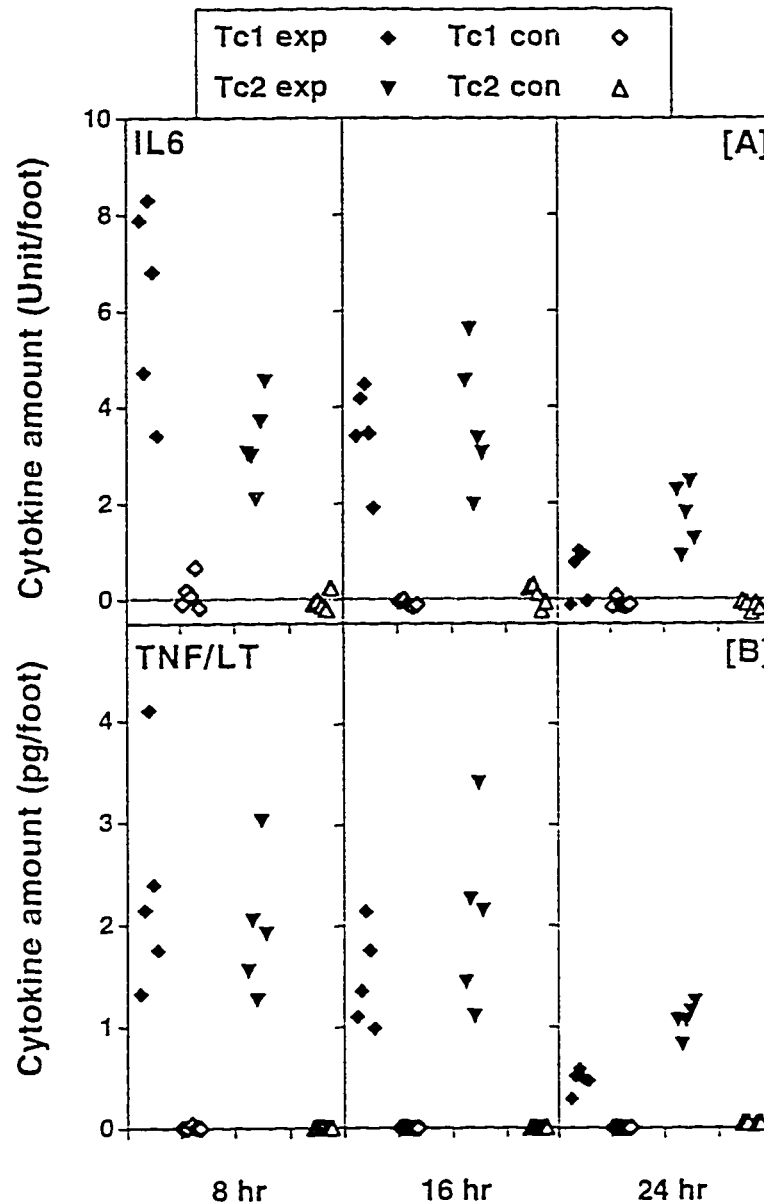 Tc1 exp Tc1 con
Tc2 exp Tc2 con
IL6 [A]
10
8
6
4
2
0
Cytokine amount (Unit/foot)
TNF/LT [B]
4
3
2
1
0
Cytokine amount (pg/foot)
8 hr 16 hr 24 hr